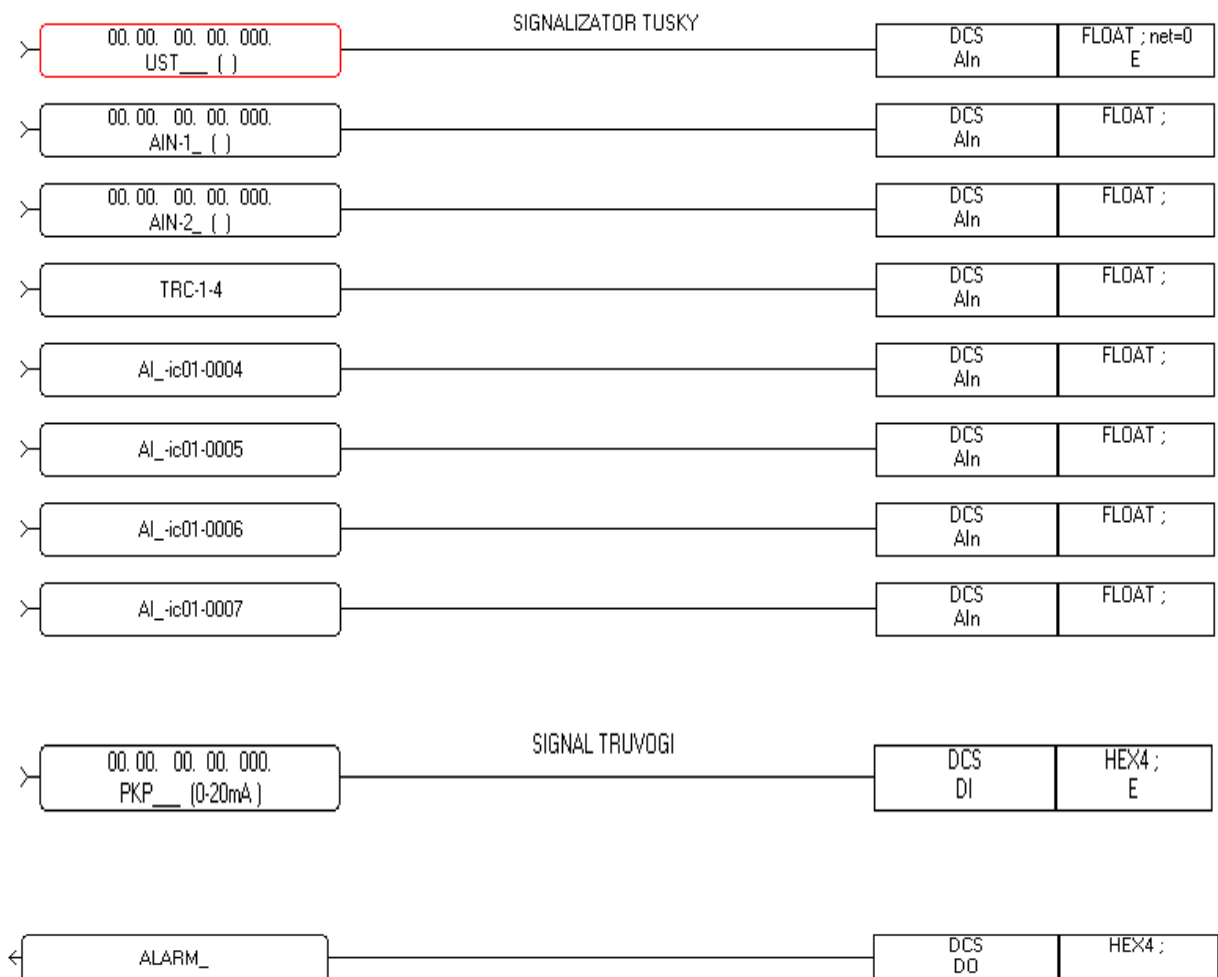 SIGNALIZATOR TUSKY
00. 00. 00. 00. 000.
UST___ ( )
DCS
AIn
FLOAT ; net=0
E
00. 00. 00. 00. 000.
AIN-1_ ( )
DCS
AIn
FLOAT ;
00. 00. 00. 00. 000.
AIN-2_ ( )
DCS
AIn
FLOAT ;
TRC-1-4
DCS
AIn
FLOAT ;
AI_-ic01-0004
DCS
AIn
FLOAT ;
AI_-ic01-0005
DCS
AIn
FLOAT ;
AI_-ic01-0006
DCS
AIn
FLOAT ;
AI_-ic01-0007
DCS
AIn
FLOAT ;
SIGNAL TRUVOGI
00. 00. 00. 00. 000.
PKP___ (0-20mA )
DCS
DI
HEX4 ;
E
ALARM_
DCS
DO
HEX4 ;